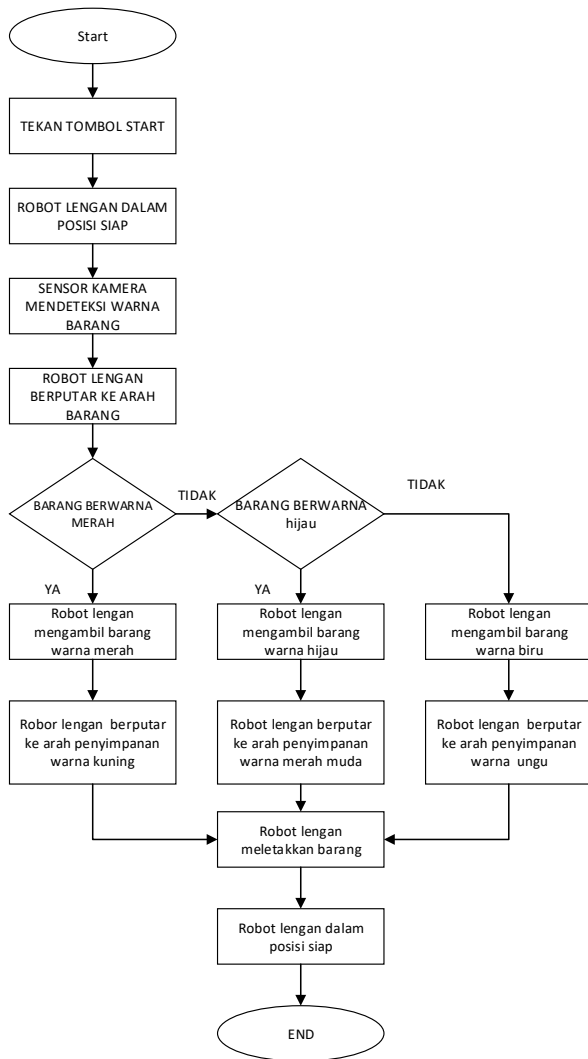 Start
TEKAN TOMBOL START
ROBOT LENGAN DALAM
POSISI SIAP
SENSOR KAMERA
MENDETEKSI WARNA
BARANG
ROBOT LENGAN
BERPUTAR KE ARAH
BARANG
BARANG BERWARNA
MERAH
TIDAK
BARANG BERWARNA
hijau
TIDAK
YA
YA
Robot lengan
mengambil barang
warna merah
Robot lengan
mengambil barang
warna hijau
Robot lengan
mengambil barang
warna biru
Robor lengan berputar
ke arah penyimpanan
warna kuning
Robot lengan berputar
ke arah penyimpanan
warna merah muda
Robot lengan berputar
ke arah penyimpanan
warna ungu
Robot lengan
meletakkan barang
Robot lengan dalam
posisi siap
END